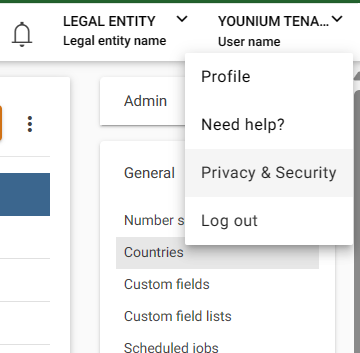 LEGAL ENTITY
Legal entity name
YOUNIUM TENA...
User name
Profile
Need help?
Privacy & Security
Log out
Admin
General
Number s
Countries
Custom fields
Custom field lists
Scheduled jobs